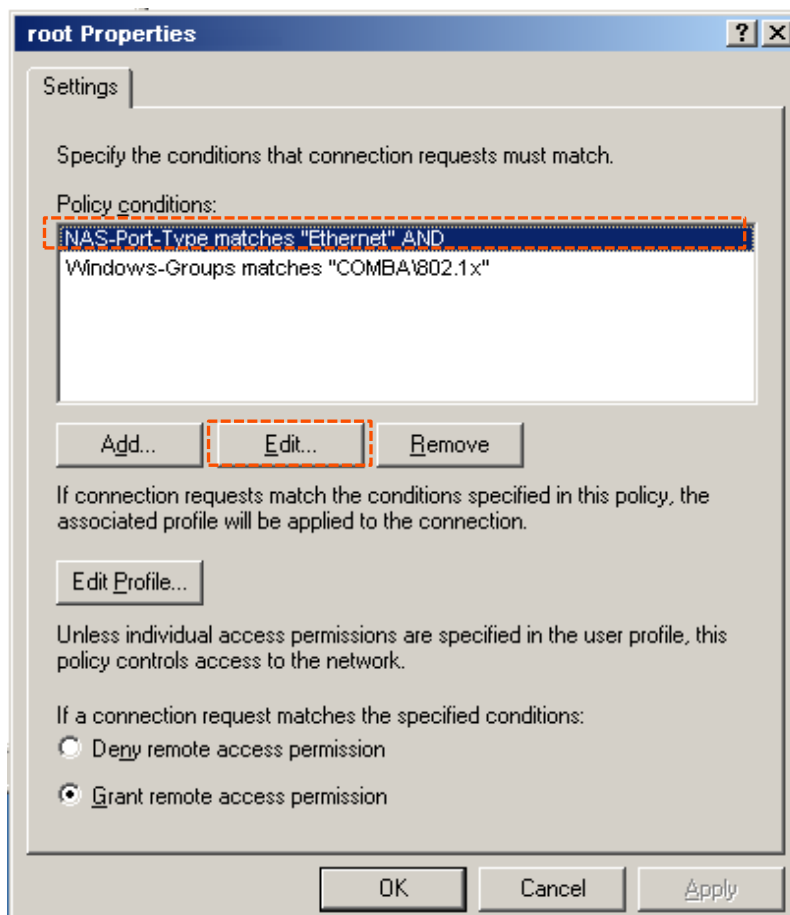 root Properties
Settings
Specify the conditions that connection requests must match.
Policy conditions:
NAS-Port-Type matches "Ethernet" AND
Windows-Groups matches "COMBA\802.1x"
Add... Edit... Remove
If connection requests match the conditions specified in this policy, the
associated profile will be applied to the connection.
Edit Profile...
Unless individual access permissions are specified in the user profile, this
policy controls access to the network.
If a connection request matches the specified conditions:
Deny remote access permission
Grant remote access permission
OK Cancel Apply